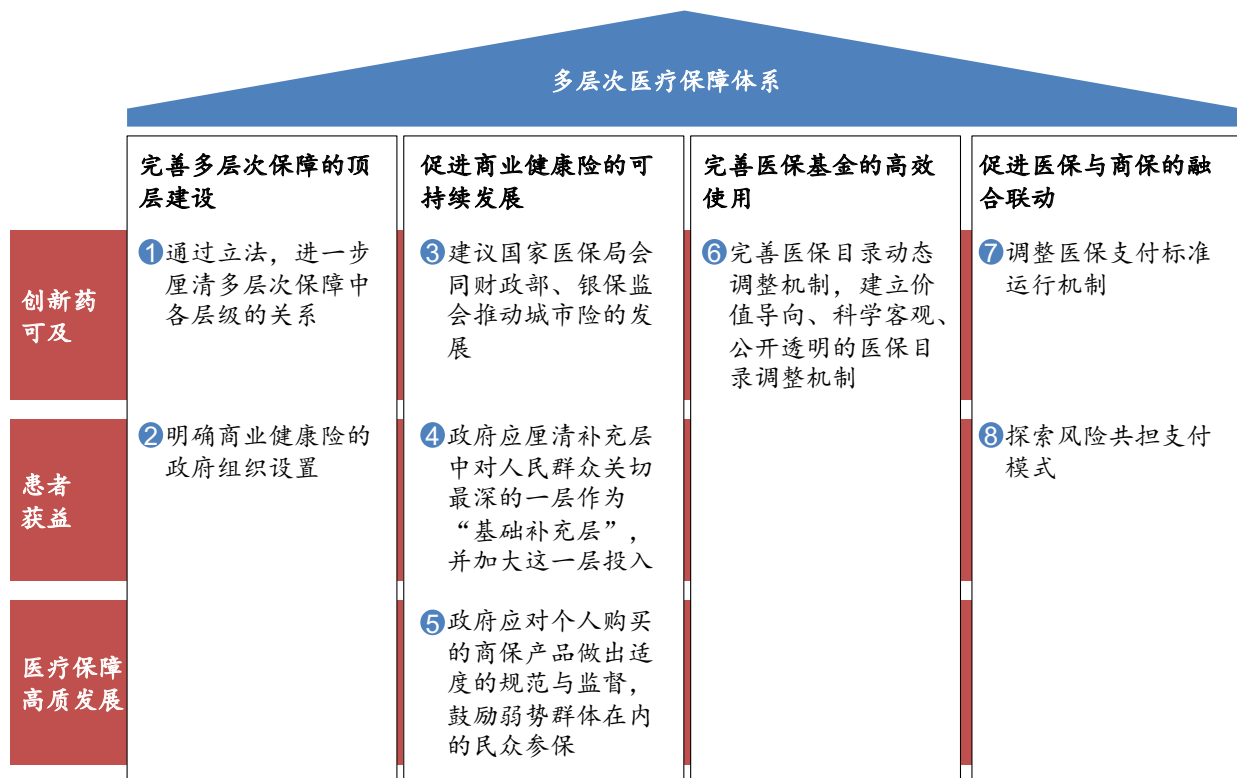 多层次医疗保障体系
完善多层次保障的顶
层建设
促进商业健康险的可
持续发展
完善医保基金的高效
使用
促进医保与商保的融
合联动
创新药
可及
1 通过立法，进一步
厘清多层次保障中
各层级的关系
3 建议国家医保局会
同财政部、银保监
会推动城市险的发
展
6 完善医保目录动态
调整机制，建立价
值导向、科学客观、
公开透明的医保目
录调整机制
7 调整医保支付标准
运行机制
患者
获益
2 明确商业健康险的
政府组织设置
4 政府应厘清补充层
中对人民群众关切
最深的一层作为
“基础补充层”，
并加大这一层投入
8 探索风险共担支付
模式
医疗保障
高质发展
5 政府应对个人购买
的商保产品做出适
度的规范与监督，
鼓励弱势群体在内
的民众参保